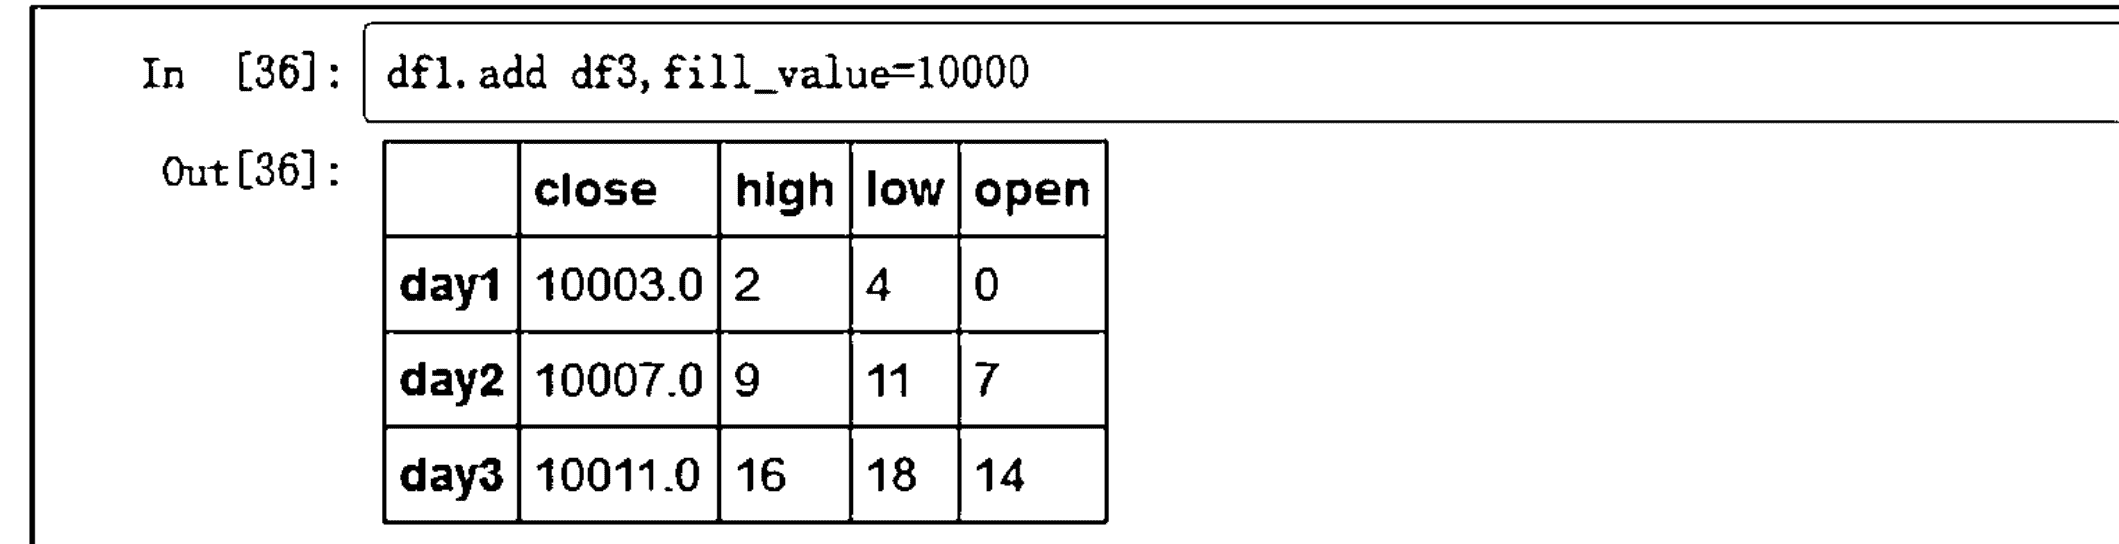 In [36]: df1.add df3,fill_value=10000
Out[36]:
close high low open
day1 10003.0 2 4 0
day2 10007.0 9 11 7
day3 10011.0 16 18 14